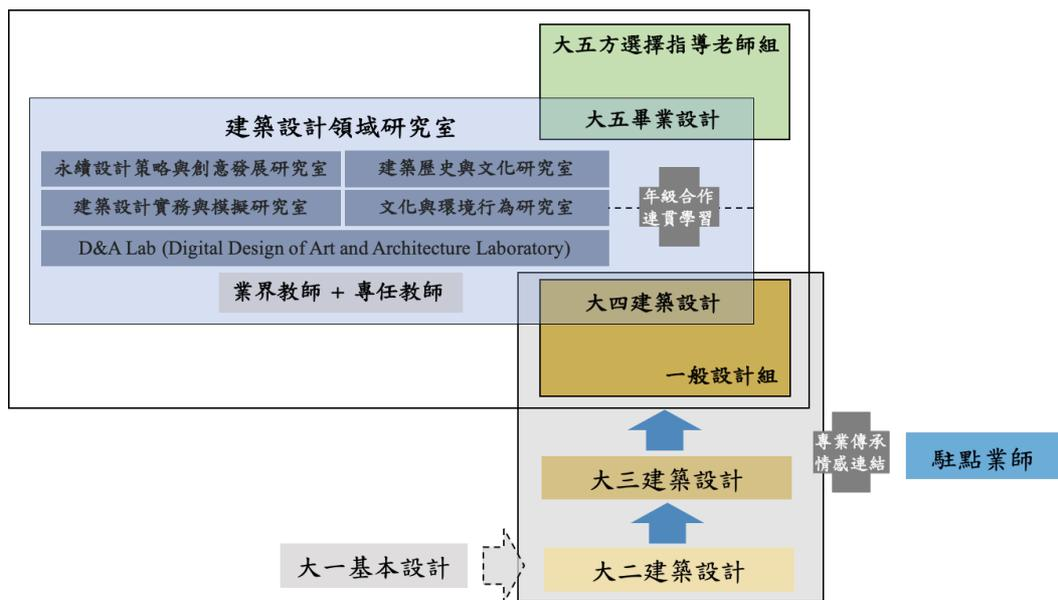 大五方選擇指導老師組
大五畢業設計
建築設計領域研究室
永續設計策略與創意發展研究室
建築歷史與文化研究室
建築設計實務與模擬研究室
文化與環境行為研究室
D&A Lab (Digital Design of Art and Architecture Laboratory)
年級合作
連貫學習
業界教師 + 專任教師
大四建築設計
一般設計組
專業傳承
情感連結
駐點業師
大三建築設計
大一基本設計
大二建築設計